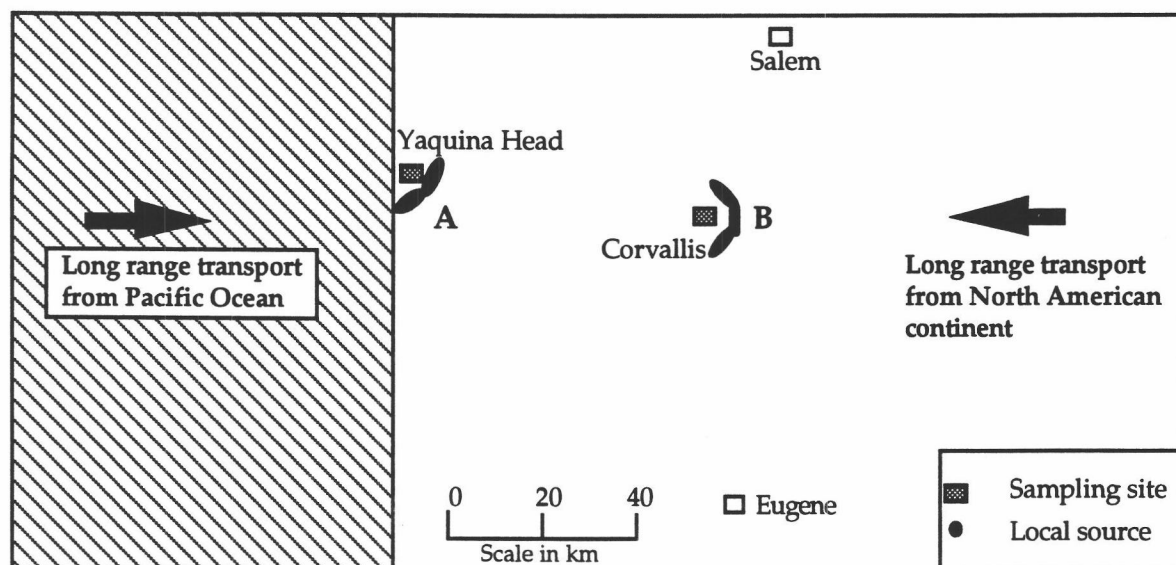 Salem
Yaquina Head
A
B
Corvallis
Long range transport
from Pacific Ocean
Long range transport
from North American
continent
0 20 40
Scale in km
Eugene
Sampling site
Local source